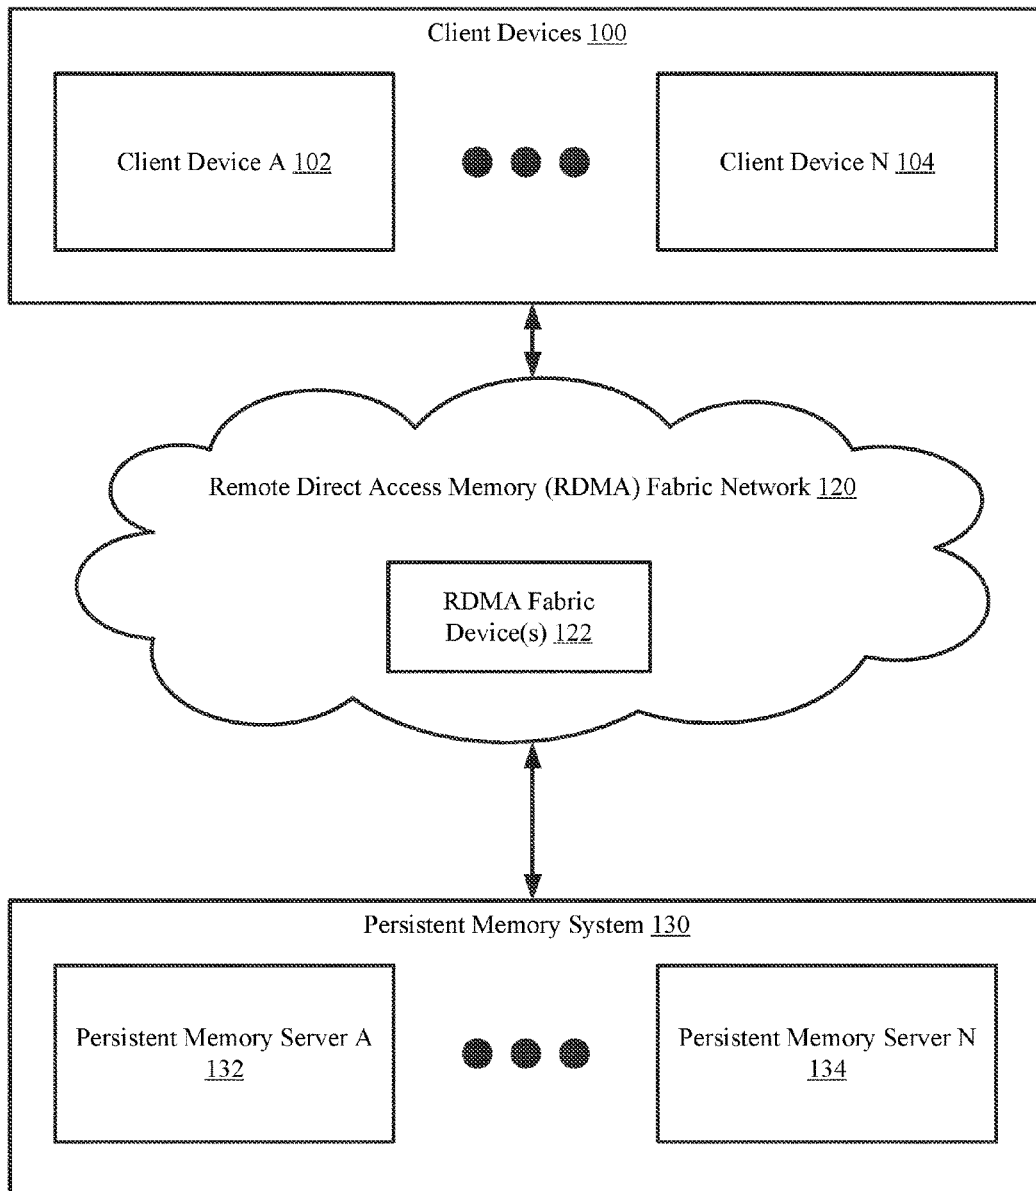 Client Devices 100
Client Device A 102
Client Device N 104
Remote Direct Access Memory (RDMA) Fabric Network 120
RDMA Fabric
Device(s) 122
Persistent Memory System 130
Persistent Memory Server A
132
Persistent Memory Server N
134